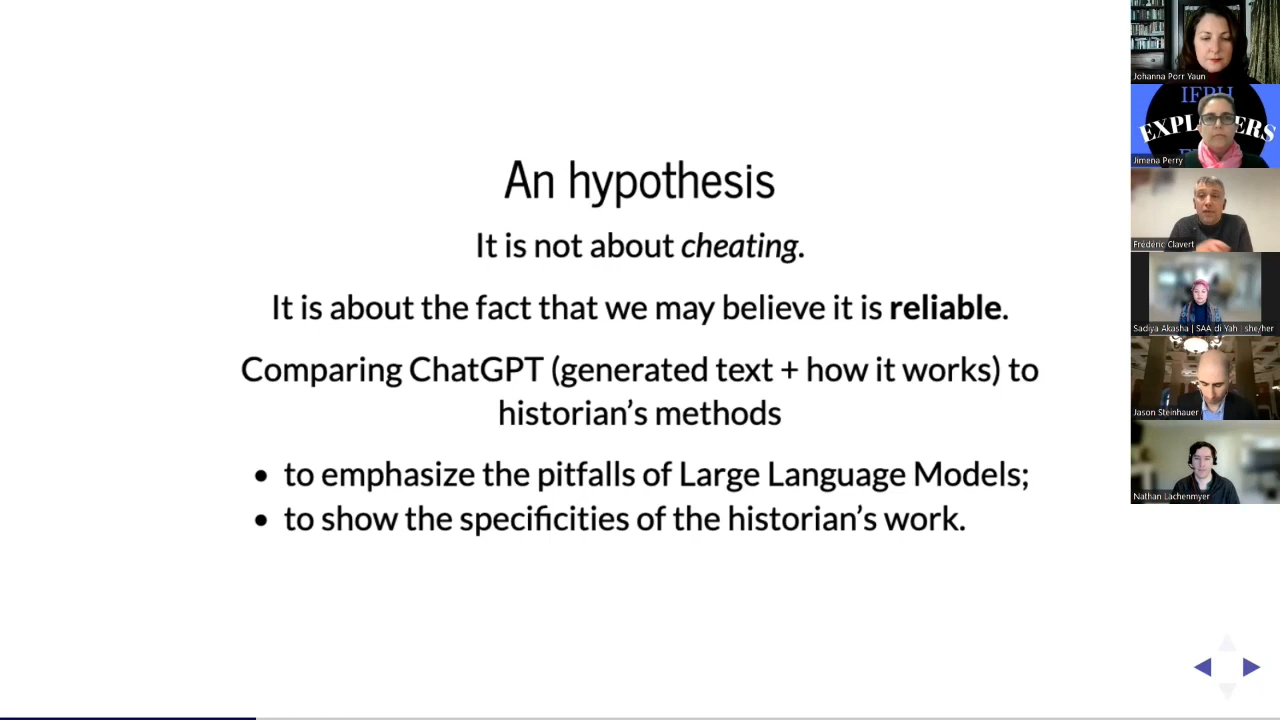 An hypothesis
It is not about cheating.
It is about the fact that we may believe it is reliable.
Comparing ChatGPT (generated text + how it works) to
historian’s methods
• to emphasize the pitfalls of Large Language Models;
• to show the specificities of the historian’s work.
Johanna Porr Yaun
IFPH
EXPL ERS
Jimena Perry
Frédéric Clavert
Sadiya Akasha | SAA-di Yah | she/her
Jason Steinhauer
Nathan Lachenmyer